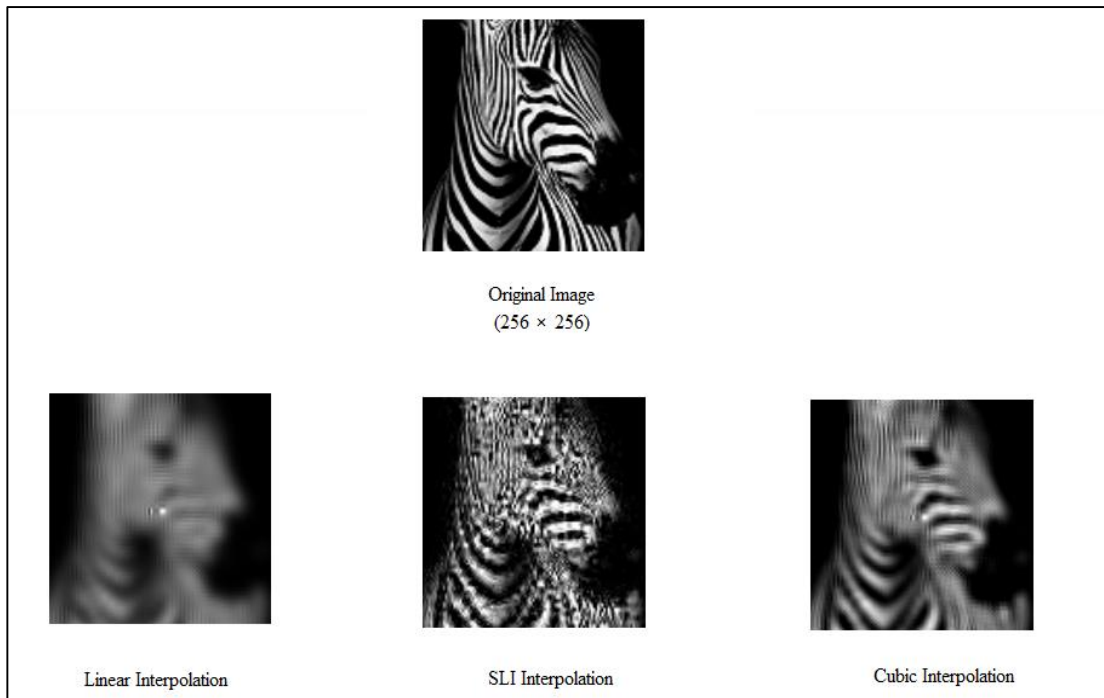 Original Image
(256 × 256)
Linear Interpolation
SLI Interpolation
Cubic Interpolation